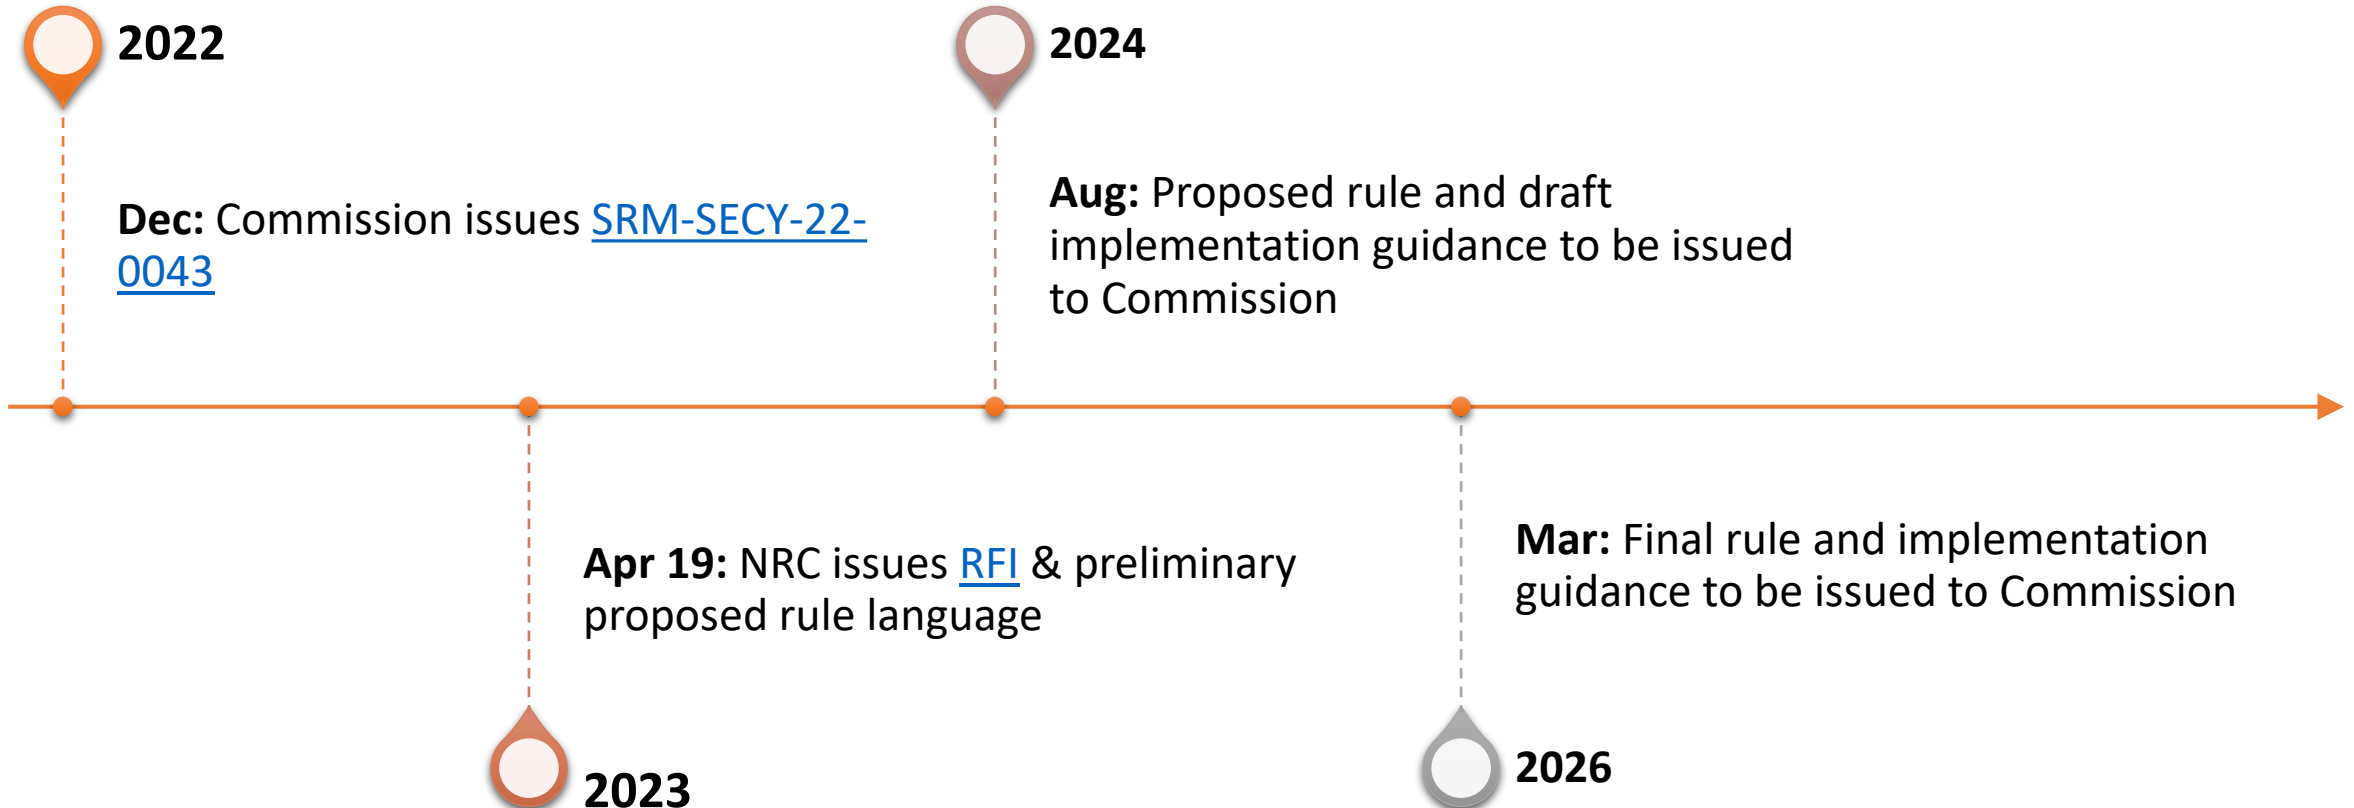 2022
Dec: Commission issues SRM-SECY-22-
0043
Apr 19: NRC issues RFI & preliminary
proposed rule language
2023
2024
Aug: Proposed rule and draft
implementation guidance to be issued
to Commission
Mar: Final rule and implementation
guidance to be issued to Commission
2026